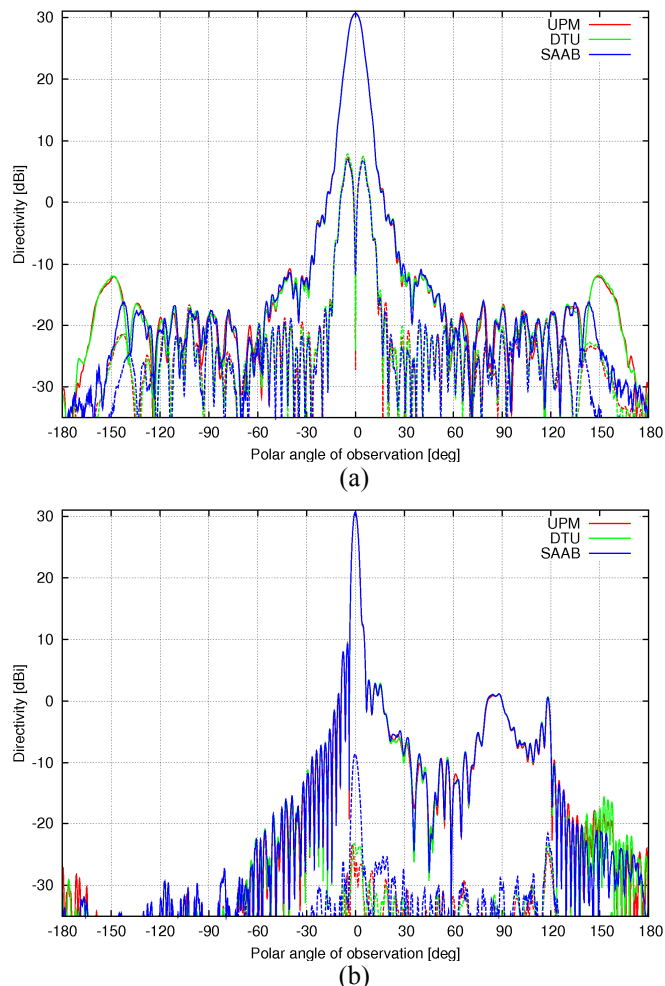 31
20
10
0
-10
-20
-30
Directivity [dBi]
UPM
DTU
SAAB
-180 -150 -120 -90 -60 -30 0 30 60 90 120 150 180
Polar angle of observation [deg]
(a)
31
20
10
0
-10
-20
-30
Directivity [dBi]
UPM
DTU
SAAB
-180 -150 -120 -90 -60 -30 0 30 60 90 120 150 180
Polar angle of observation [deg]
(b)